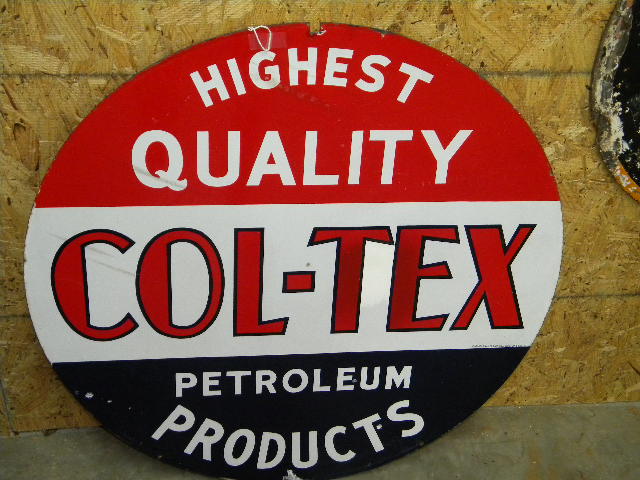 HIGHEST
QUALITY
COL-TEX
PETROLEUM
PRODUCTS